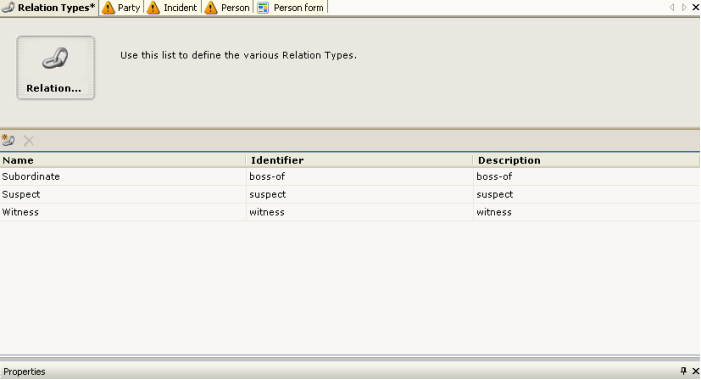 Relation Types* Party Incident Person Person form
Use this list to define the various Relation Types.
Relation...
Name Identifier Description
Subordinate boss-of boss-of
Suspect suspect suspect
Witness witness witness
Properties